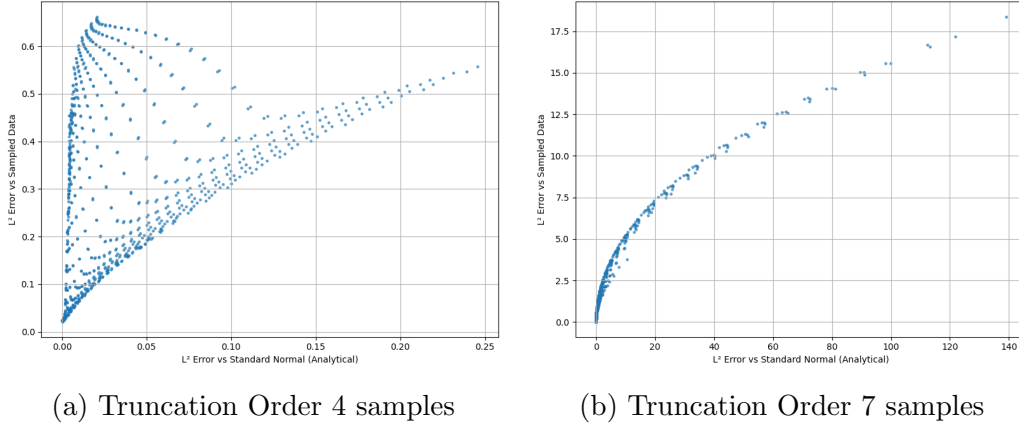 L² Error vs Sampled Data
0.6
0.5
0.4
0.3
0.2
0.1
0.0
0.00 0.05 0.10 0.15 0.20 0.25
L² Error vs Standard Normal (Analytical)
(a) Truncation Order 4 samples
L² Error vs Sampled Data
17.5
15.0
12.5
10.0
7.5
5.0
2.5
0.0
0 20 40 60 80 100 120 140
L² Error vs Standard Normal (Analytical)
(b) Truncation Order 7 samples